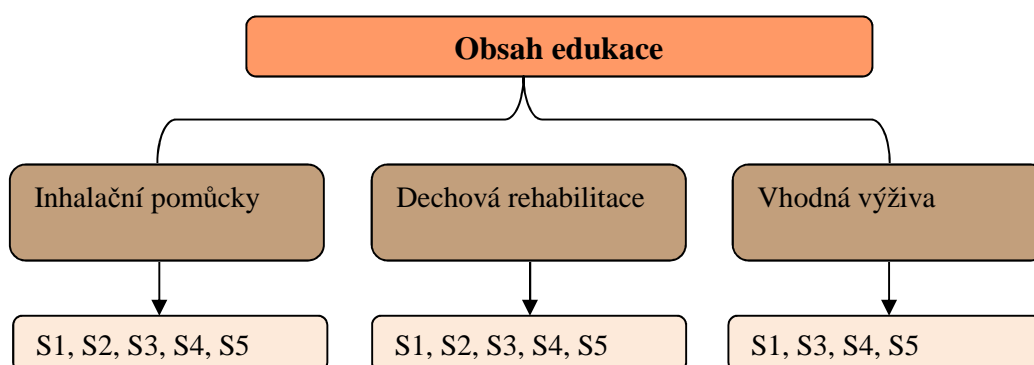 Obsah edukace
Inhalační pomůcky
Dechová rehabilitace
Vhodná výživa
S1, S2, S3, S4, S5
S1, S2, S3, S4, S5
S1, S3, S4, S5